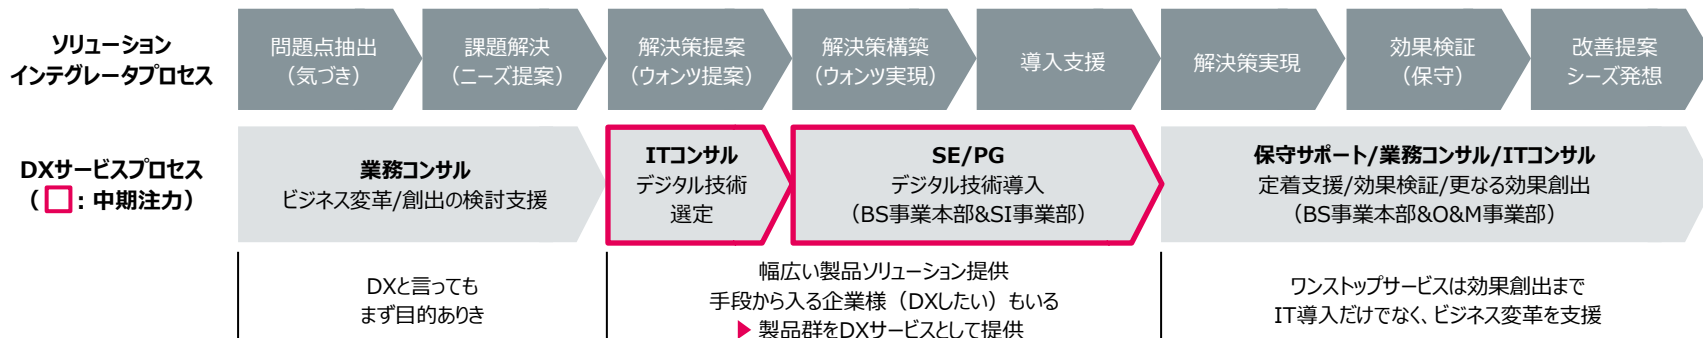 ソリューション
インテグレータプロセス
問題点抽出
（気づき）
課題解決
（ニーズ提案）
解決策提案
（ウォンツ提案）
解決策構築
（ウォンツ実現）
導入支援
解決策実現
効果検証
（保守）
改善提案
シーズ発想
DXサービスプロセス
（ ：中期注力）
業務コンサル
ビジネス変革/創出の検討支援
ITコンサル
デジタル技術
選定
SE/PG
デジタル技術導入
（BS事業本部&SI事業部）
保守サポート/業務コンサル/ITコンサル
定着支援/効果検証/更なる効果創出
（BS事業本部&O&M事業部）
DXと言っても
まず目的ありき
幅広い製品ソリューション提供
手段から入る企業様（DXしたい）もいる
▶ 製品群をDXサービスとして提供
ワンストップサービスは効果創出まで
IT導入だけでなく、ビジネス変革を支援